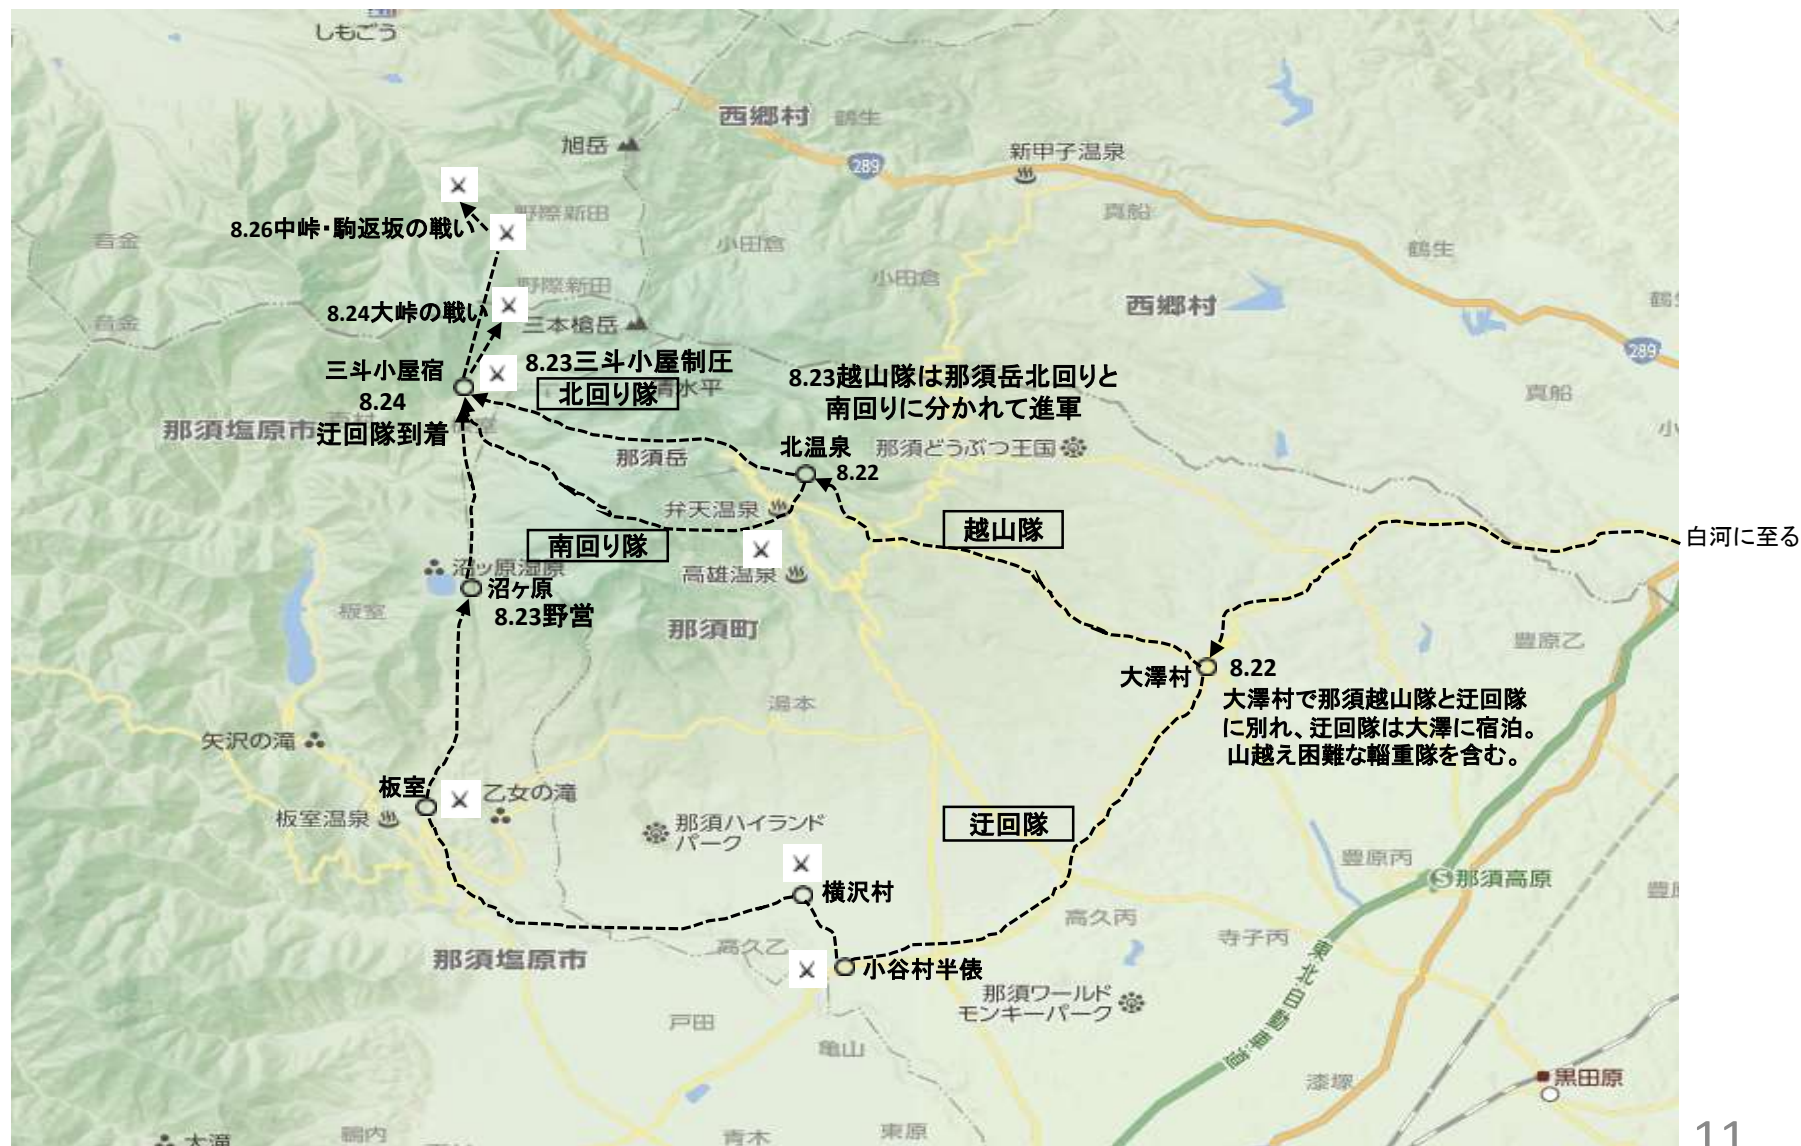 しもごう
西郷村
鶴生
旭岳
289
新甲子温泉
野際新田
真船
8.26中峠・駒返坂の戦い
音金
小田倉
鶴生
野際新田
小田倉
西郷村
8.24大峠の戦い
音金
三本槍岳
289
三斗小屋宿
8.23三斗小屋制圧
8.24
迂回隊到着
北回り隊
清水平
8.23越山隊は那須岳北回りと
南回りに分かれて進軍
真船
那須塩原市
那須岳
北温泉
8.22
那須どうぶつ王国
弁天温泉
越山隊
白河に至る
南回り隊
沼ッ原湿原
高雄温泉
沼ヶ原
8.23野営
板室
那須町
豊原乙
大澤村
8.22
大澤村で那須越山隊と迂回隊
に別れ、迂回隊は大澤に宿泊。
山越え困難な輜重隊を含む。
湯本
矢沢の滝
板室
乙女の滝
板室温泉
那須ハイランド
パーク
迂回隊
豊原丙
那須高原
横沢村
高久丙
寺子丙
高久乙
那須塩原市
小谷村半俵
東北自動車道
那須ワールド
モンキーパーク
戸田
亀山
漆塚
黒田原
大滝
鴫内
青木
東原
11